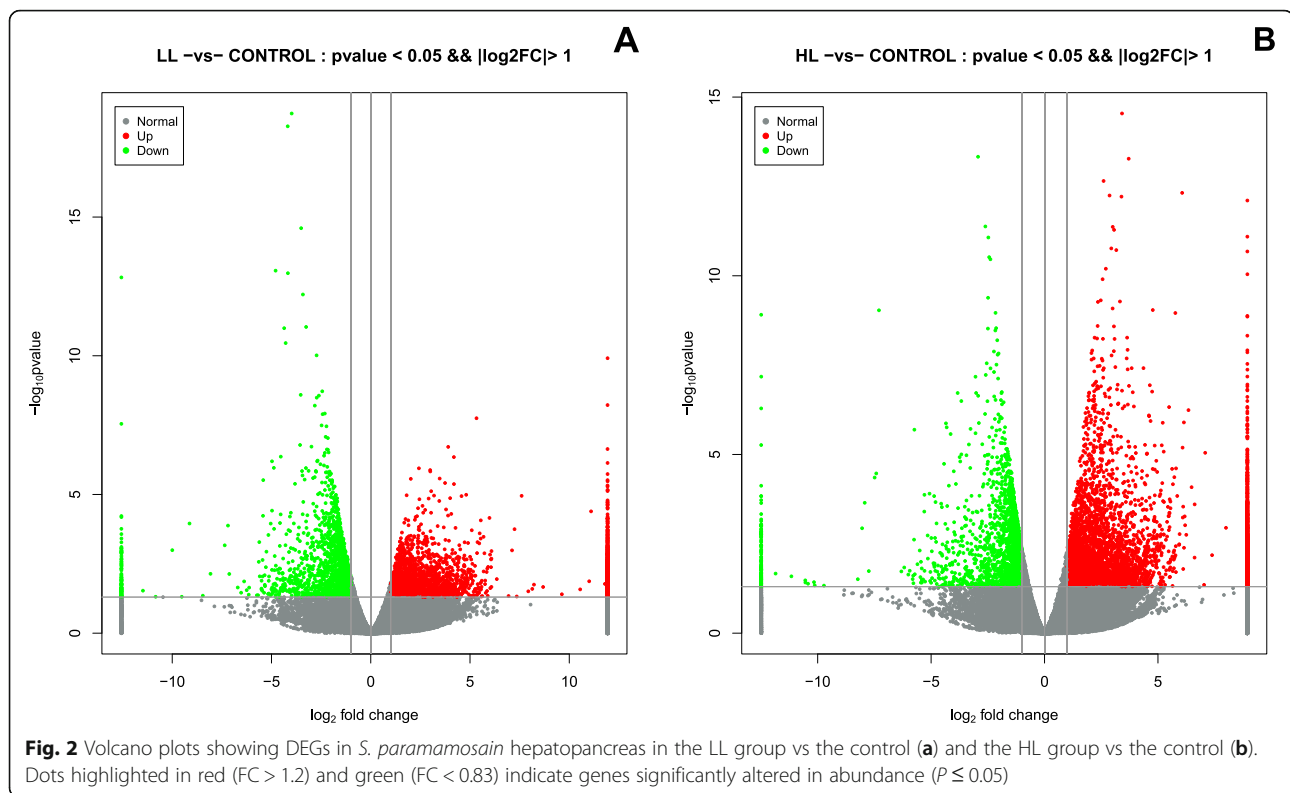 A
LL −vs− CONTROL : pvalue < 0.05 && |log2FC|> 1
Normal
Up
Down
−log10pvalue
15
10
5
0
−10
−5
0
5
10
log2 fold change
B
HL −vs− CONTROL : pvalue < 0.05 && |log2FC|> 1
Normal
Up
Down
−log10pvalue
15
10
5
0
−10
−5
0
5
log2 fold change
Fig. 2 Volcano plots showing DEGs in S. paramamosain hepatopancreas in the LL group vs the control (a) and the HL group vs the control (b).
Dots highlighted in red (FC > 1.2) and green (FC < 0.83) indicate genes significantly altered in abundance (P ≤ 0.05)